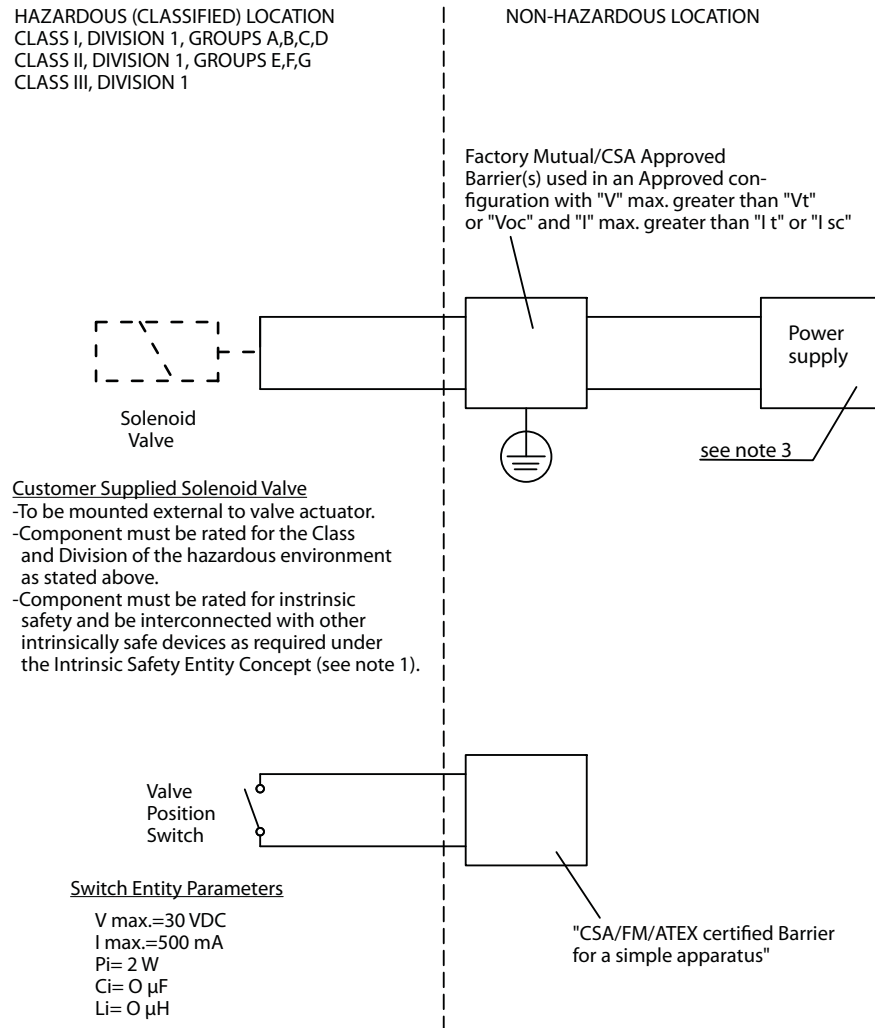 HAZARDOUS (CLASSIFIED) LOCATION
CLASS I, DIVISION 1, GROUPS A,B,C,D
CLASS II, DIVISION 1, GROUPS E,F,G
CLASS III, DIVISION 1
NON-HAZARDOUS LOCATION
Factory Mutual/CSA Approved
Barrier(s) used in an Approved con-
figuration with "V" max. greater than "Vt"
or "Voc" and "I" max. greater than "I t" or "I sc"
Power
supply
Solenoid
Valve
see note 3
Customer Supplied Solenoid Valve
-To be mounted external to valve actuator.
-Component must be rated for the Class
and Division of the hazardous environment
as stated above.
-Component must be rated for instrinsic
safety and be interconnected with other
intrinsically safe devices as required under
the Intrinsic Safety Entity Concept (see note 1).
Valve
Position
Switch
Switch Entity Parameters
V max.=30 VDC
I max.=500 mA
Pi= 2 W
Ci= O µF
Li= O µH
"CSA/FM/ATEX certified Barrier
for a simple apparatus"